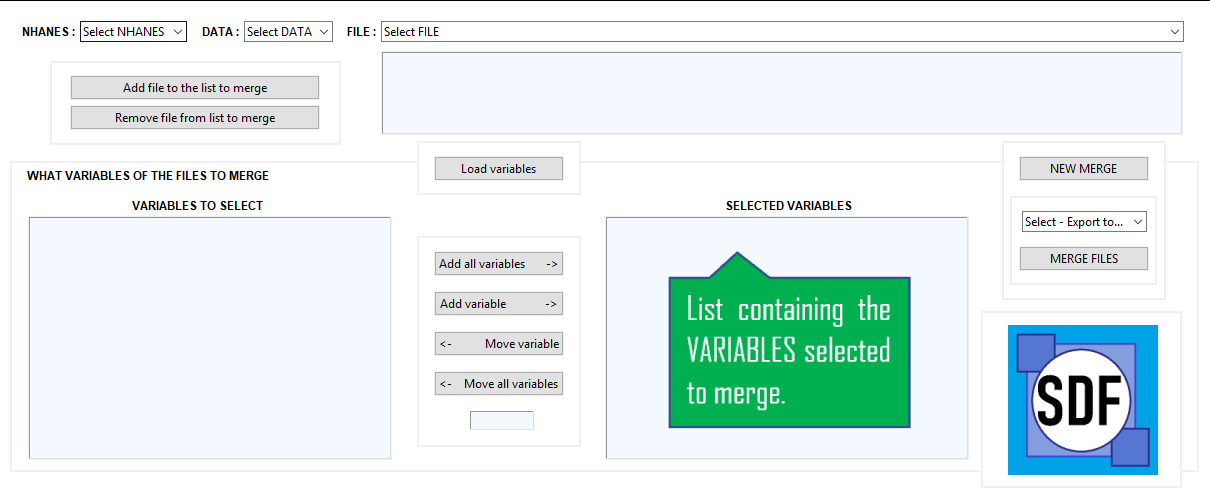 NHANES : Select NHANES DATA : Select DATA FILE : Select FILE
Add file to the list to merge
Remove file from list to merge
Load variables
NEW MERGE
WHAT VARIABLES OF THE FILES TO MERGE
VARIABLES TO SELECT
SELECTED VARIABLES
Select - Export to...
MERGE FILES
Add all variables ->
Add variable ->
<- Move variable
<- Move all variables
List containing the
VARIABLES selected
to merge.
SDF